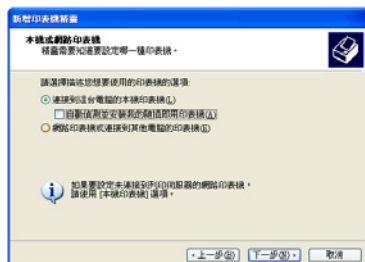 新增印表機精靈
本機或網路印表機
精靈需要知道要設定哪一種印表機。
請選擇描述您想要使用的印表機的選項:
連接到這台電腦的本機印表機(L)
自動偵測並安裝我的隨插即用印表機(A)
網路印表機或連接到其他電腦的印表機(E)
如果要設定未連接到列印伺服器的網路印表機，
請使用 [本機印表機] 選項。
< 上一步(B)
下一步(N) >
取消